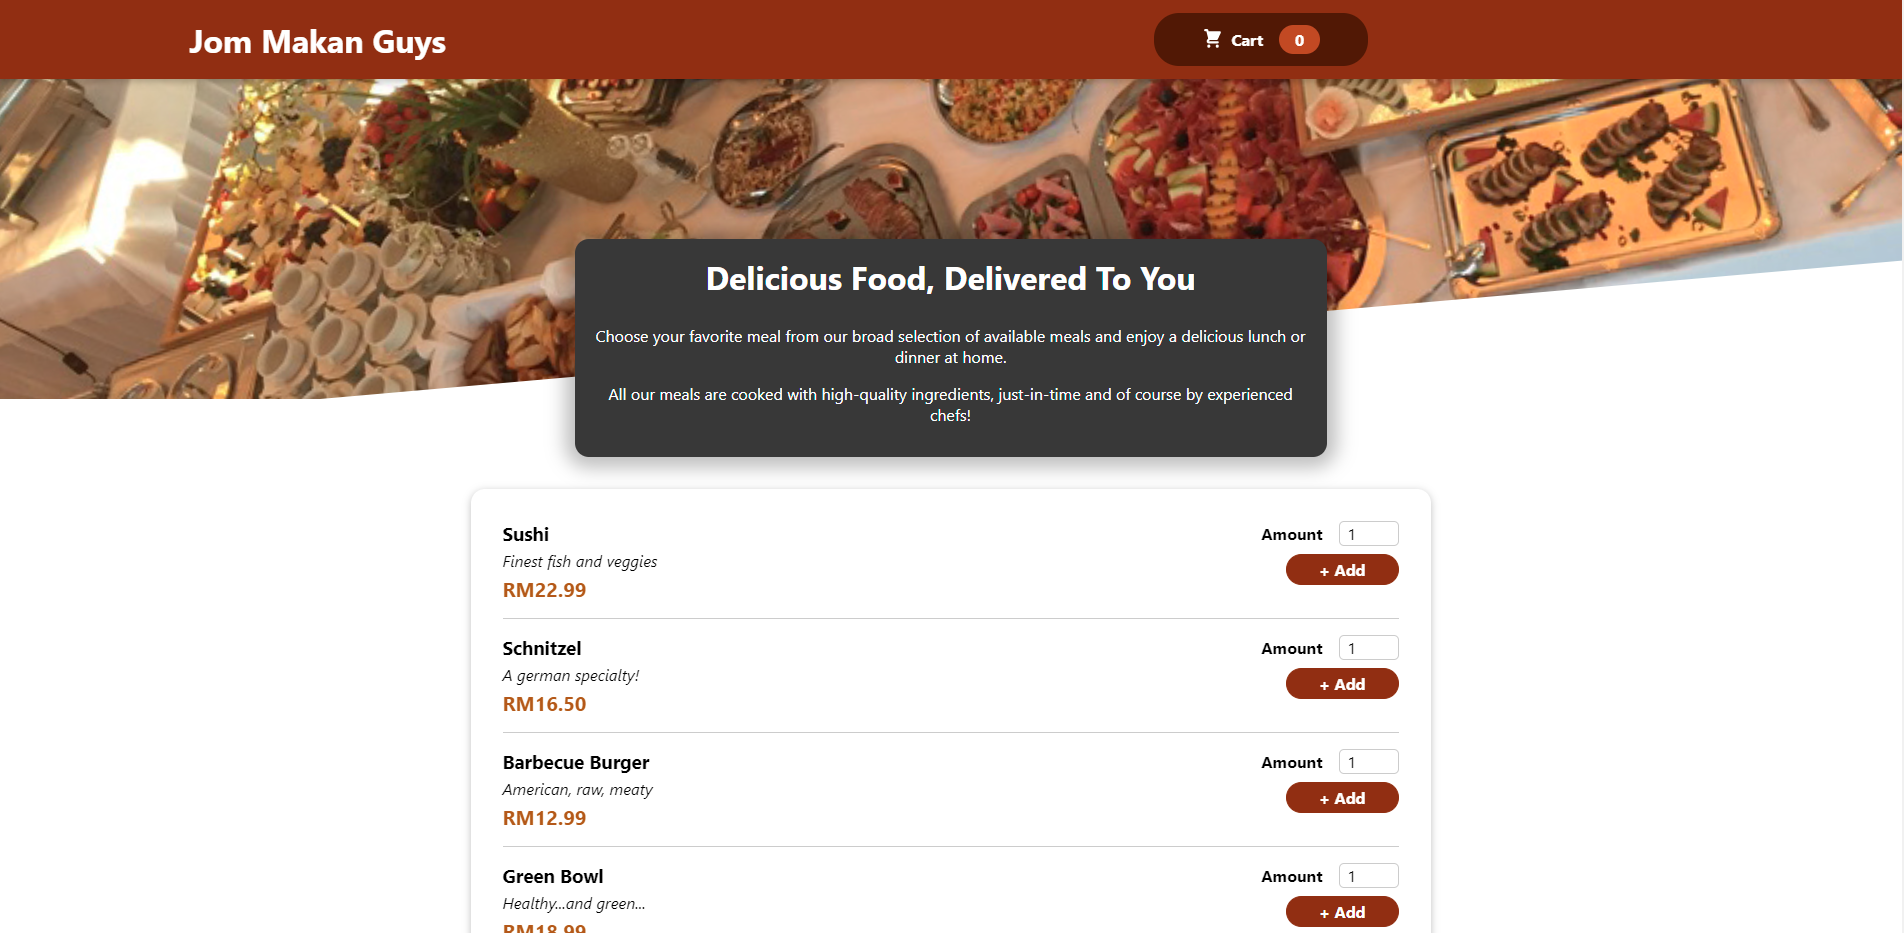 Jom Makan Guys
Cart 0
Delicious Food, Delivered To You
Choose your favorite meal from our broad selection of available meals and enjoy a delicious lunch or
dinner at home.
All our meals are cooked with high-quality ingredients, just-in-time and of course by experienced
chefs!
Sushi
Amount 1
Finest fish and veggies
+ Add
RM22.99
Schnitzel
Amount 1
A german specialty!
+ Add
RM16.50
Barbecue Burger
Amount 1
American, raw, meaty
+ Add
RM12.99
Green Bowl
Amount 1
Healthy...and green...
+ Add
RM18.99